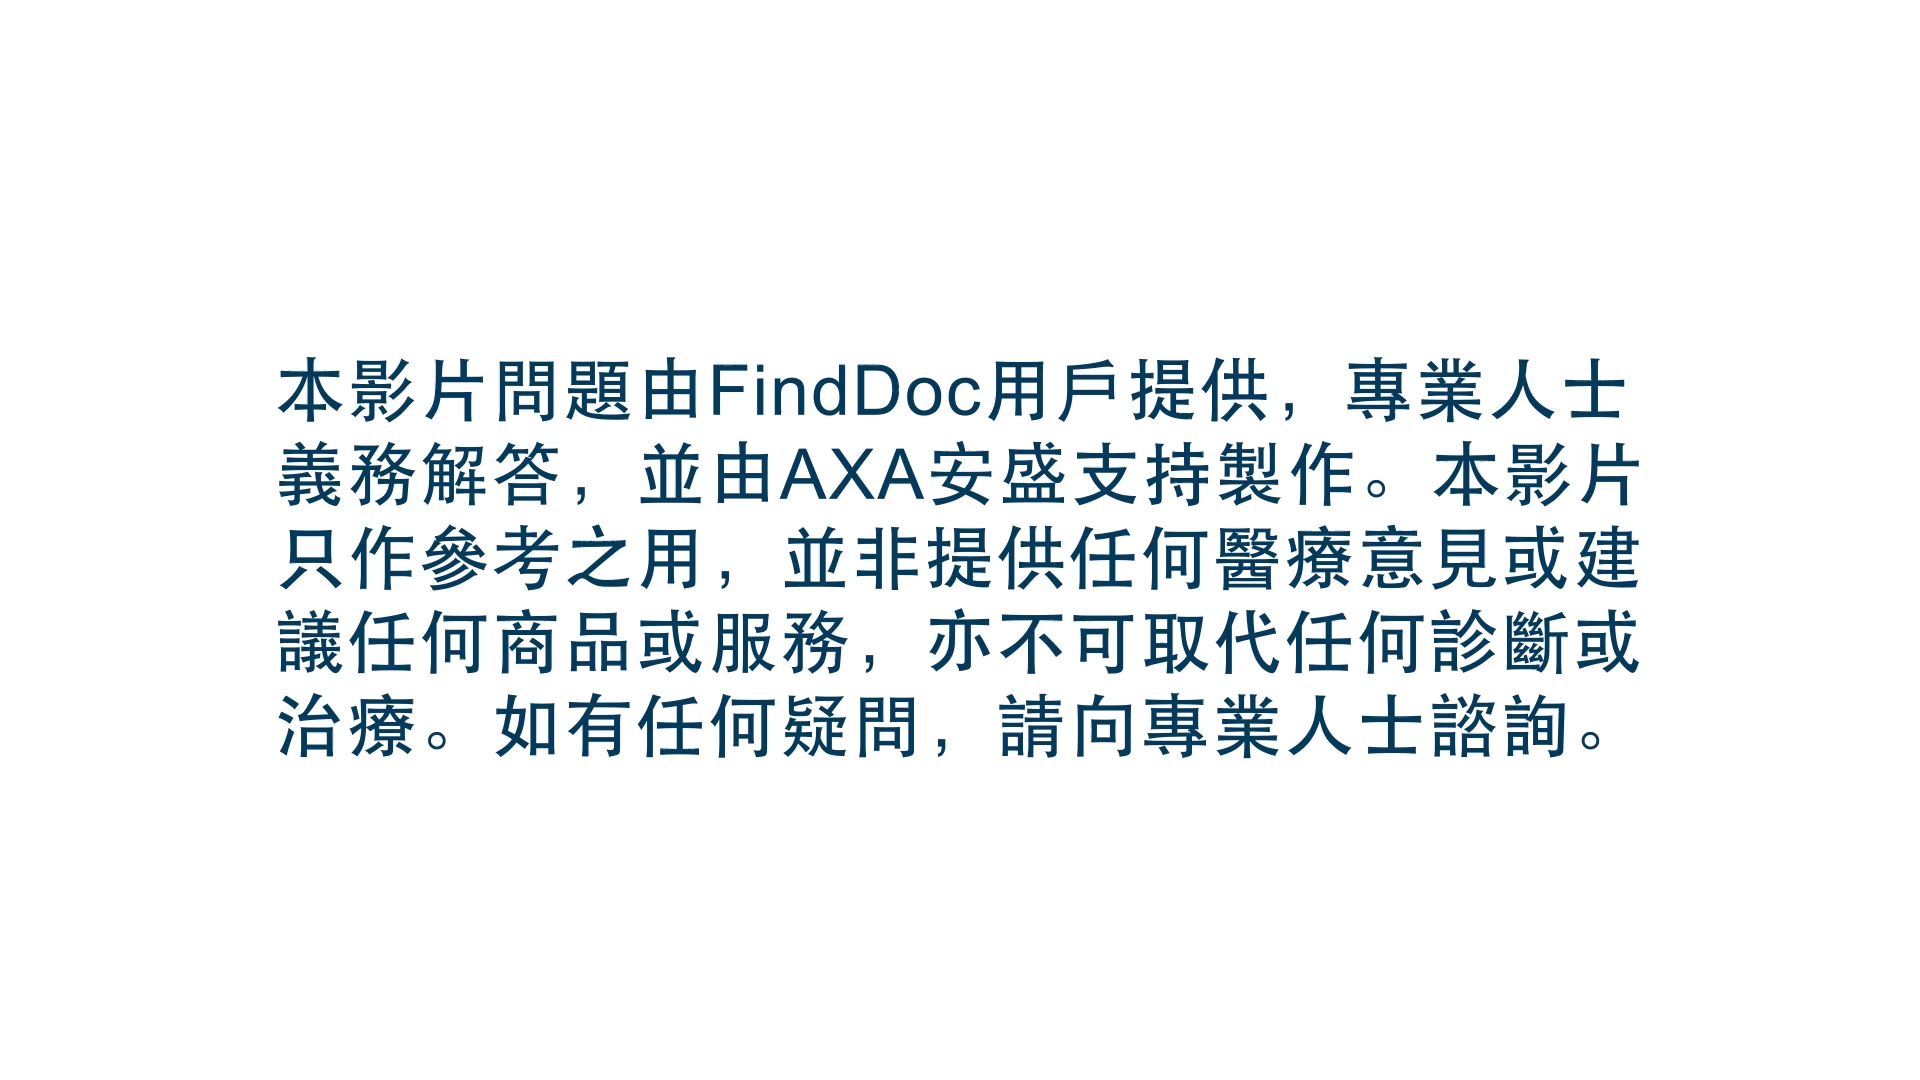 本影片問題由FindDoc用戶提供，專業人士
義務解答，並由AXA安盛支持製作。本影片
只作參考之用，並非提供任何醫療意見或建
議任何商品或服務，亦不可取代任何診斷或
治療。如有任何疑問，請向專業人士諮詢。